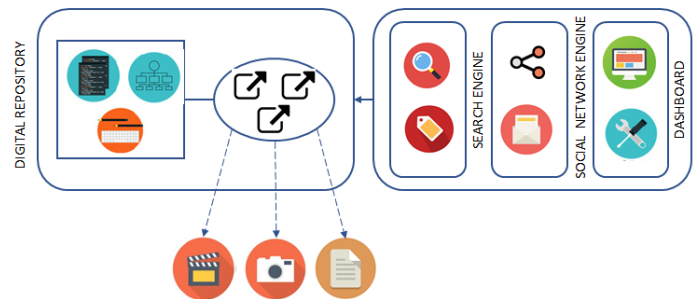 DIGITAL REPOSITORY
SEARCH ENGINE
SOCIAL NETWORK ENGINE
DASHBOARD